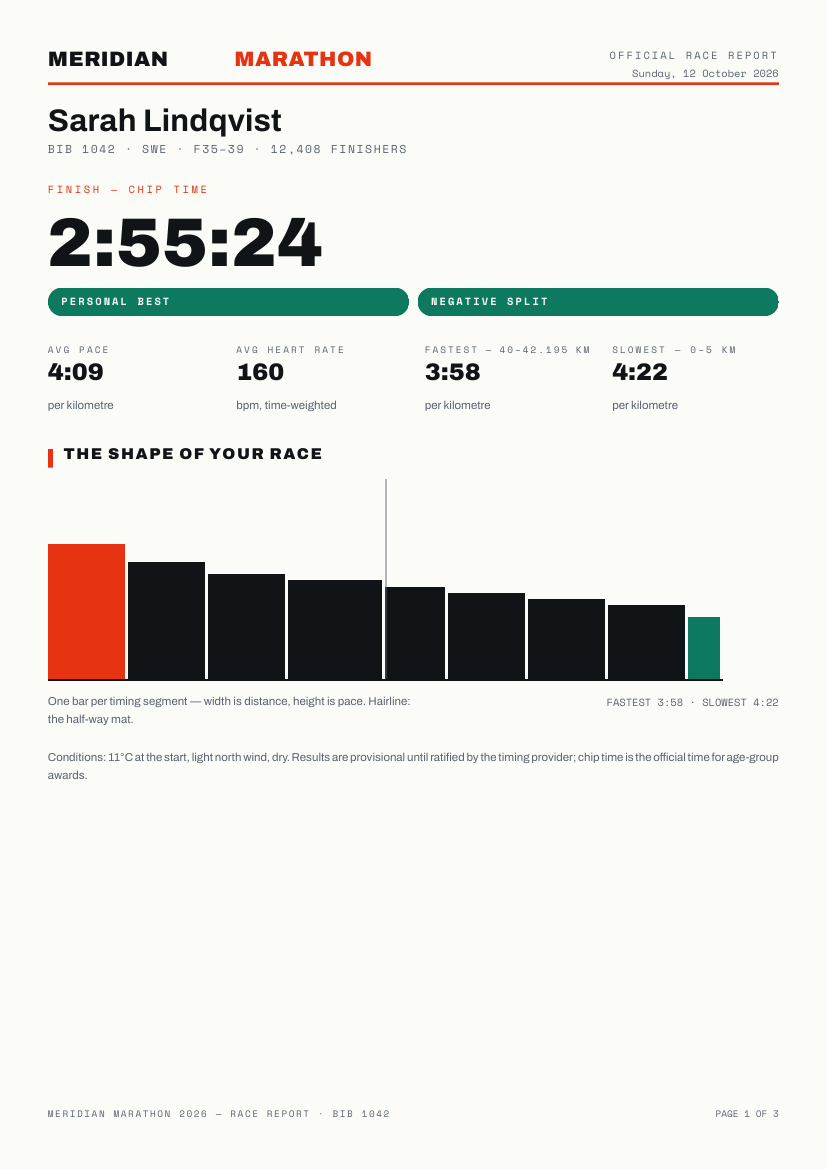 MERIDIAN MARATHON
OFFICIAL RACE REPORT
Sunday, 12 October 2026
Sarah Lindqvist
BIB 1042 · SWE · F35–39 · 12,408 FINISHERS
FINISH — CHIP TIME
2:55:24
PERSONAL BEST
NEGATIVE SPLIT
AVG PACE
4:09
per kilometre
AVG HEART RATE
160
bpm, time-weighted
FASTEST — 40–42.195 KM
3:58
per kilometre
SLOWEST — 0–5 KM
4:22
per kilometre
THE SHAPE OF YOUR RACE
One bar per timing segment — width is distance, height is pace. Hairline:
the half-way mat.
FASTEST 3:58 · SLOWEST 4:22
Conditions: 11°C at the start, light north wind, dry. Results are provisional until ratified by the timing provider; chip time is the official time for age-group
awards.
MERIDIAN MARATHON 2026 — RACE REPORT · BIB 1042
PAGE 1 OF 3